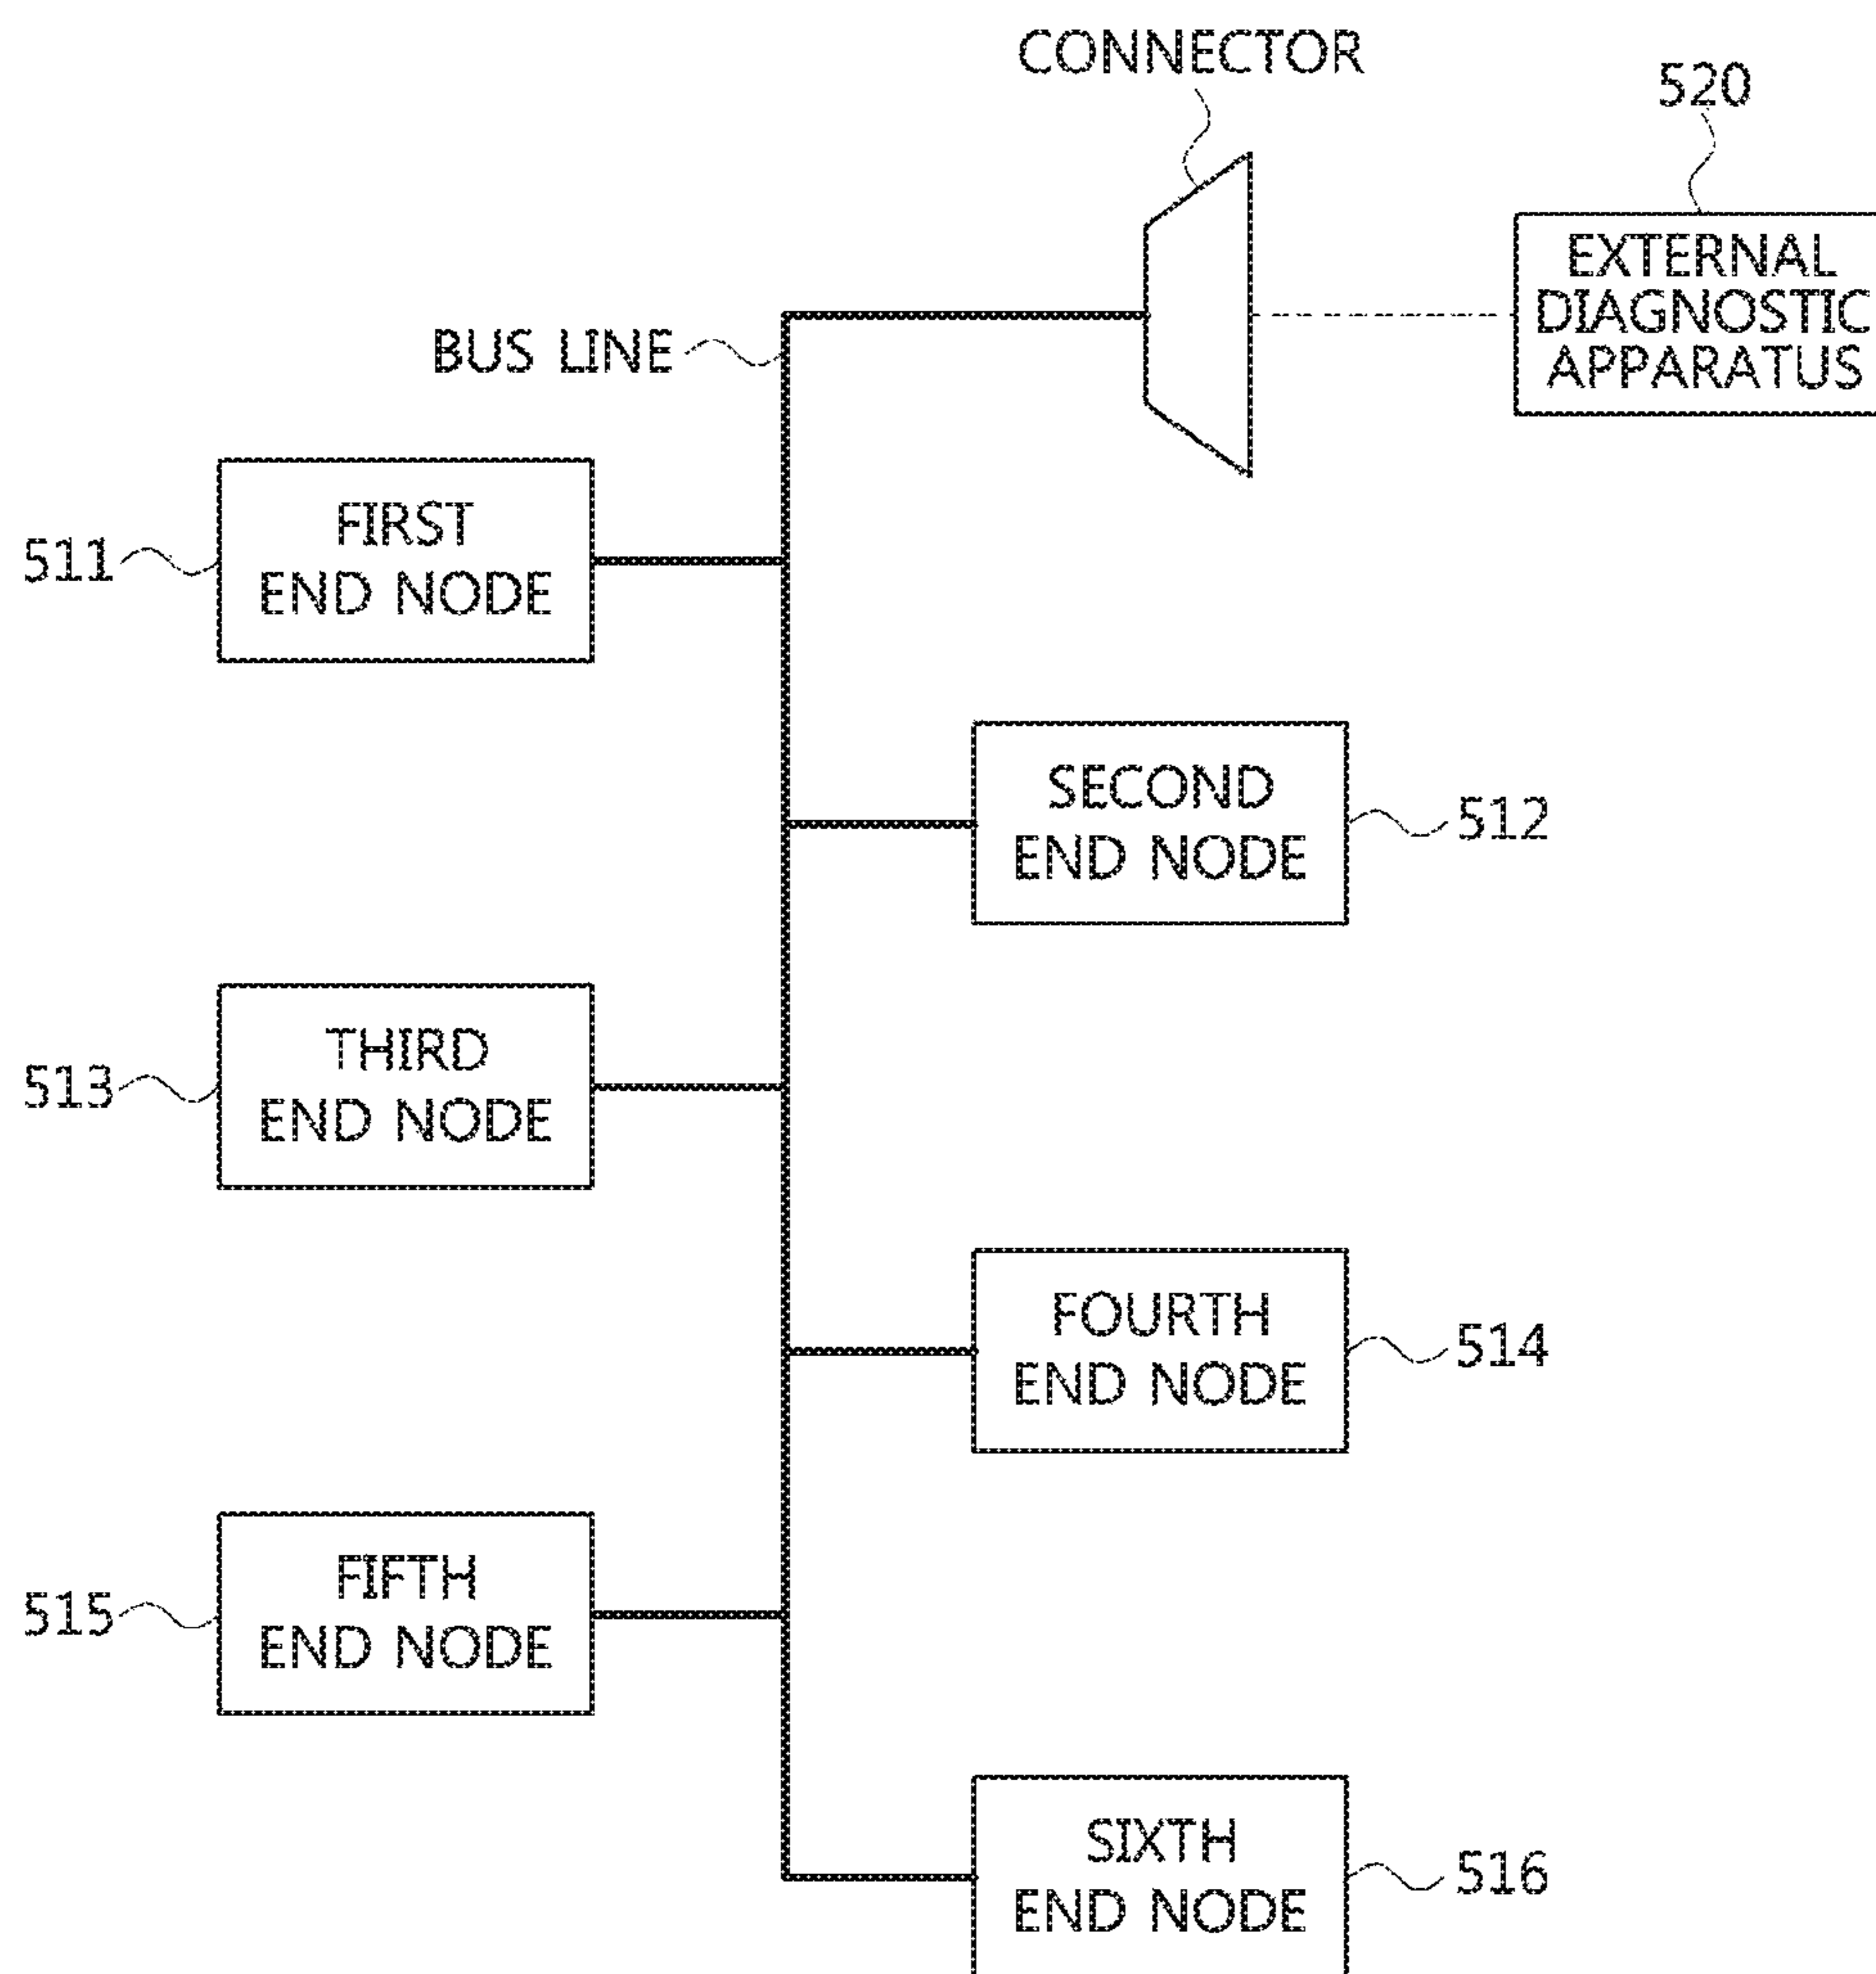 CONNECTOR
520
EXTERNAL
DIAGNOSTIC
APPARATUS
BUS LINE
511
FIRST
END NODE
SECOND
END NODE
512
513
THIRD
END NODE
FOURTH
END NODE
514
515
FIFTH
END NODE
SIXTH
END NODE
516